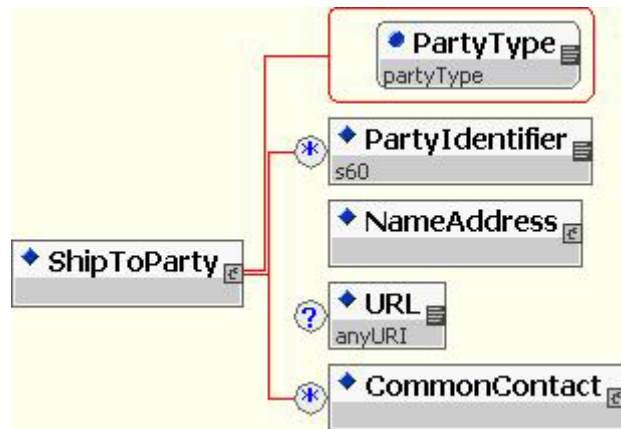 PartyType
partyType
*
PartyIdentifier
s60
NameAddress
ShipToParty
?
URL
anyURI
*
CommonContact